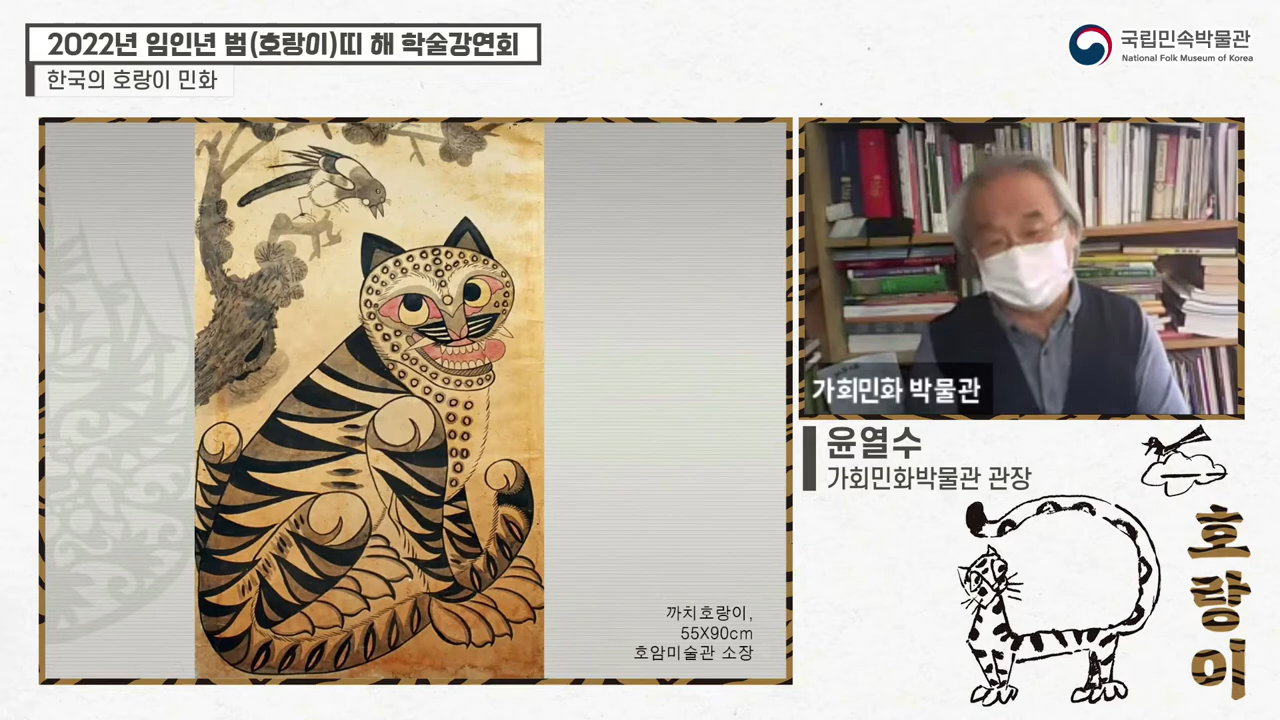 2022년 임인년 범(호랑이)띠 해 학술강연회
한국의 호랑이 민화
국립민속박물관
National Folk Museum of Korea
까치호랑이,
55X90cm
호암미술관 소장
가회민화 박물관
윤열수
가회민화박물관 관장
호랑이